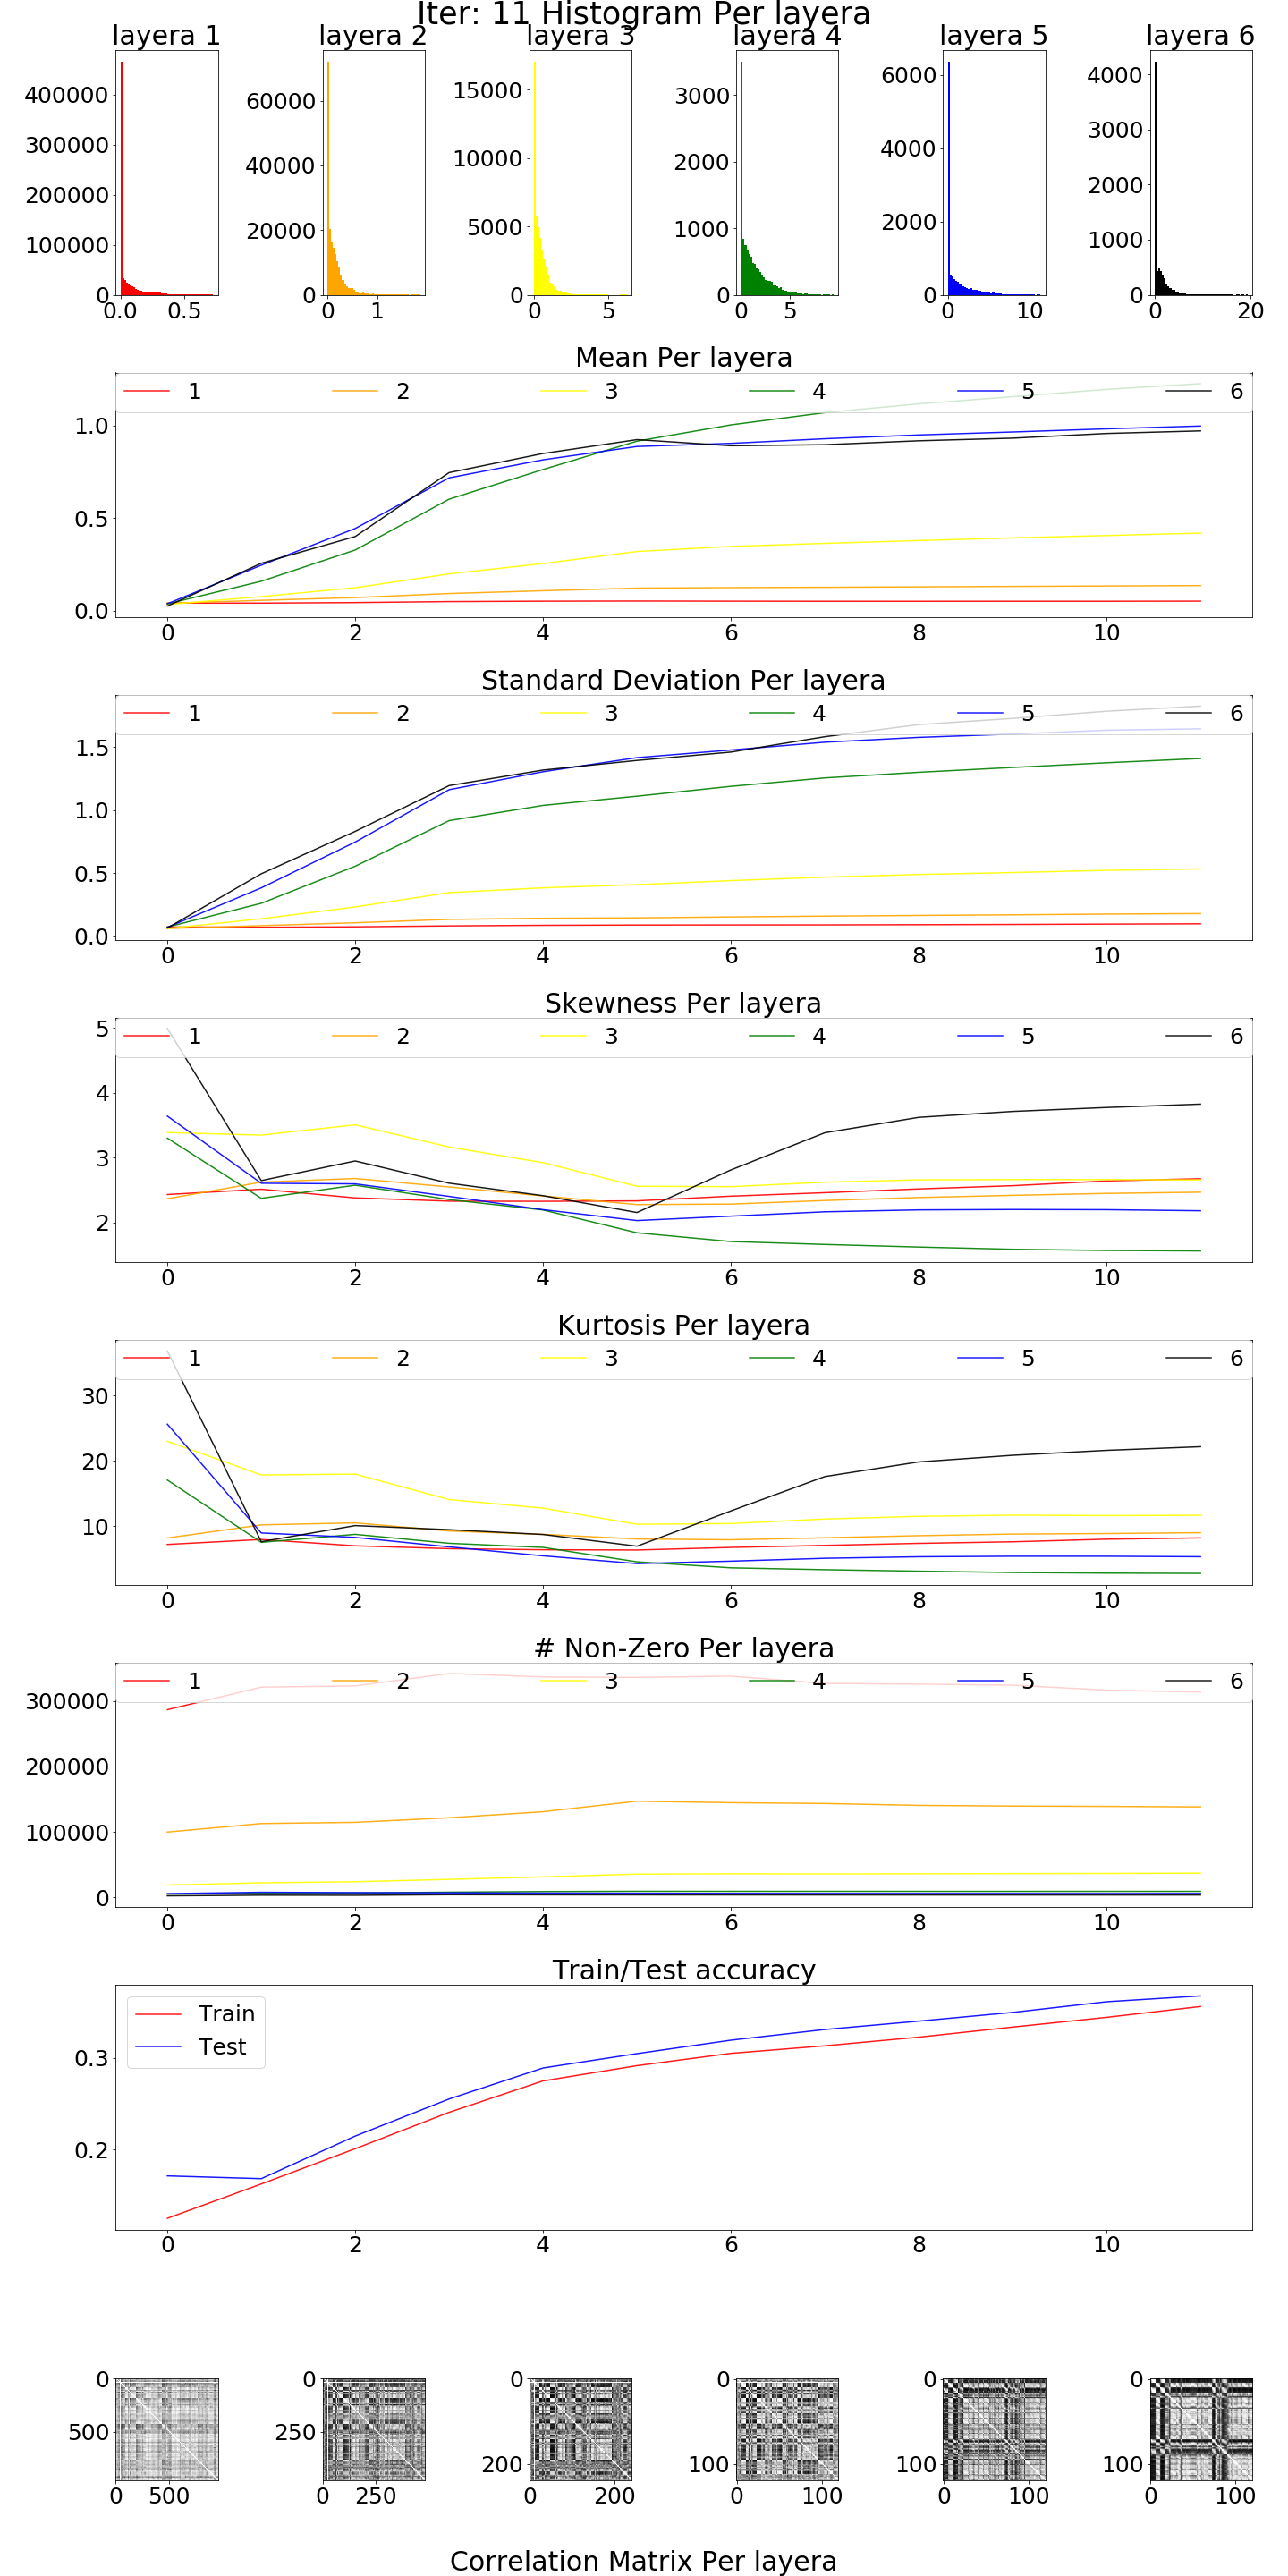 Iter: 11 Histogram Per layera
layera 1 layera 2 layera 3 layera 4 layera 5 layera 6
400000 60000 15000 3000 6000 4000
300000 40000 10000 2000 4000 3000
200000 20000 5000 1000 2000 2000
100000 1000
0 0 0 0 0 0
0.0 0.5 0 1 0 5 0 5 0 10 0 20
Mean Per layera
1 2 3 4 5 6
1.0
0.5
0.0
0 2 4 6 8 10
Standard Deviation Per layera
1 2 3 4 5 6
1.5
1.0
0.5
0.0
0 2 4 6 8 10
Skewness Per layera
1 2 3 4 5 6
5
4
3
2
0 2 4 6 8 10
Kurtosis Per layera
1 2 3 4 5 6
30
20
10
0 2 4 6 8 10
# Non-Zero Per layera
1 2 3 4 5 6
300000
200000
100000
0
0 2 4 6 8 10
Train/Test accuracy
Train
Test
0.3
0.2
0 2 4 6 8 10
0 0 0 0 0 0
500 250 200 100 100 100
0 500 0 250 0 200 0 100 0 100 0 100
Correlation Matrix Per layera